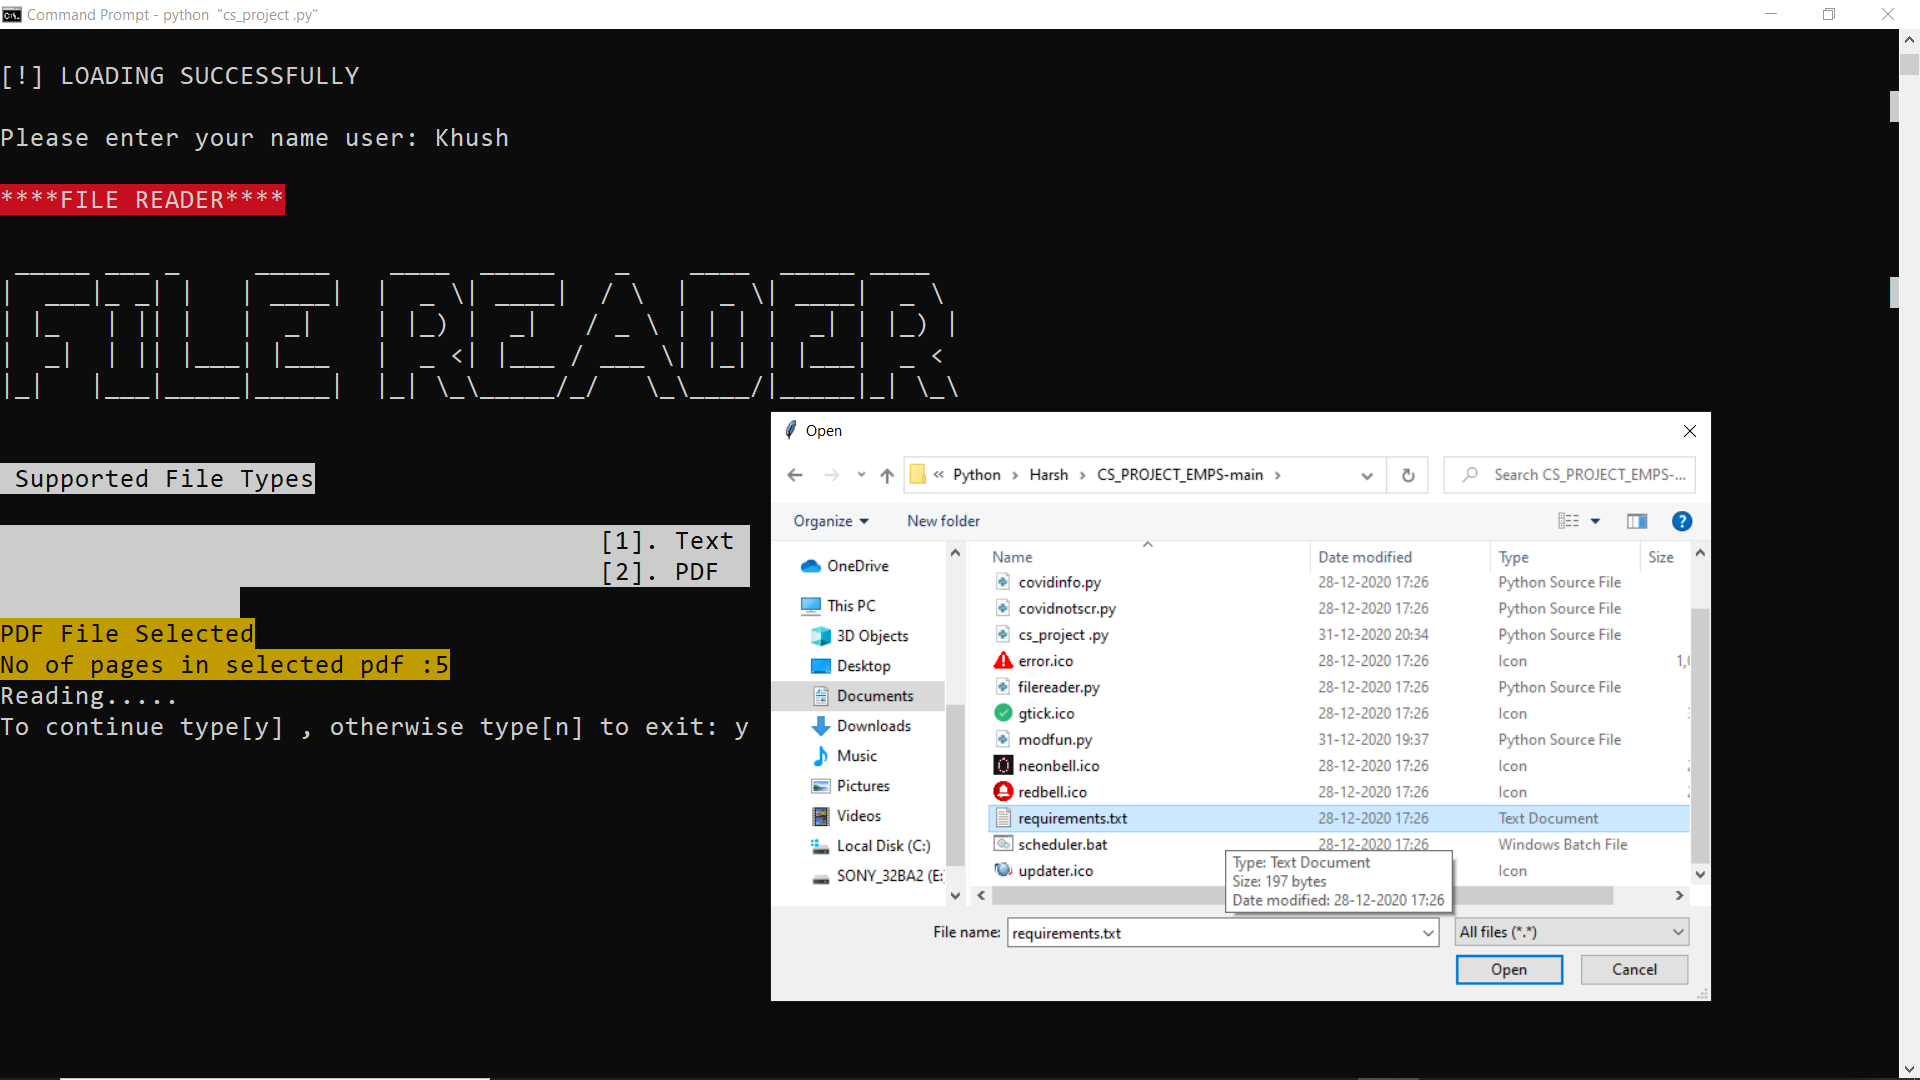 Command Prompt - python  "cs_project .py"
[!] LOADING SUCCESSFULLY
Please enter your name user: Khush
****FILE READER****
FILE READER
Supported File Types
[1]. Text
[2]. PDF
PDF File Selected
No of pages in selected pdf :5
Reading.....
To continue type[y] , otherwise type[n] to exit: y
Open
« Python › Harsh › CS_PROJECT_EMPS-main ›
Search CS_PROJECT_EMPS-...
Organize
New folder
OneDrive
This PC
3D Objects
Desktop
Documents
Downloads
Music
Pictures
Videos
Local Disk (C:)
SONY_32BA2 (E:
Name Date modified Type Size
covidinfo.py 28-12-2020 17:26 Python Source File
covidnotscr.py 28-12-2020 17:26 Python Source File
cs_project .py 31-12-2020 20:34 Python Source File
error.ico 28-12-2020 17:26 Icon 1,
filereader.py 28-12-2020 17:26 Python Source File
gtick.ico 28-12-2020 17:26 Icon
modfun.py 31-12-2020 19:37 Python Source File
neonbell.ico 28-12-2020 17:26 Icon
redbell.ico 28-12-2020 17:26 Icon
requirements.txt 28-12-2020 17:26 Text Document
scheduler.bat 28-12-2020 17:26 Windows Batch File
updater.ico Icon
Type: Text Document
Size: 197 bytes
Date modified: 28-12-2020 17:26
File name: requirements.txt
All files (*.*)
Open
Cancel